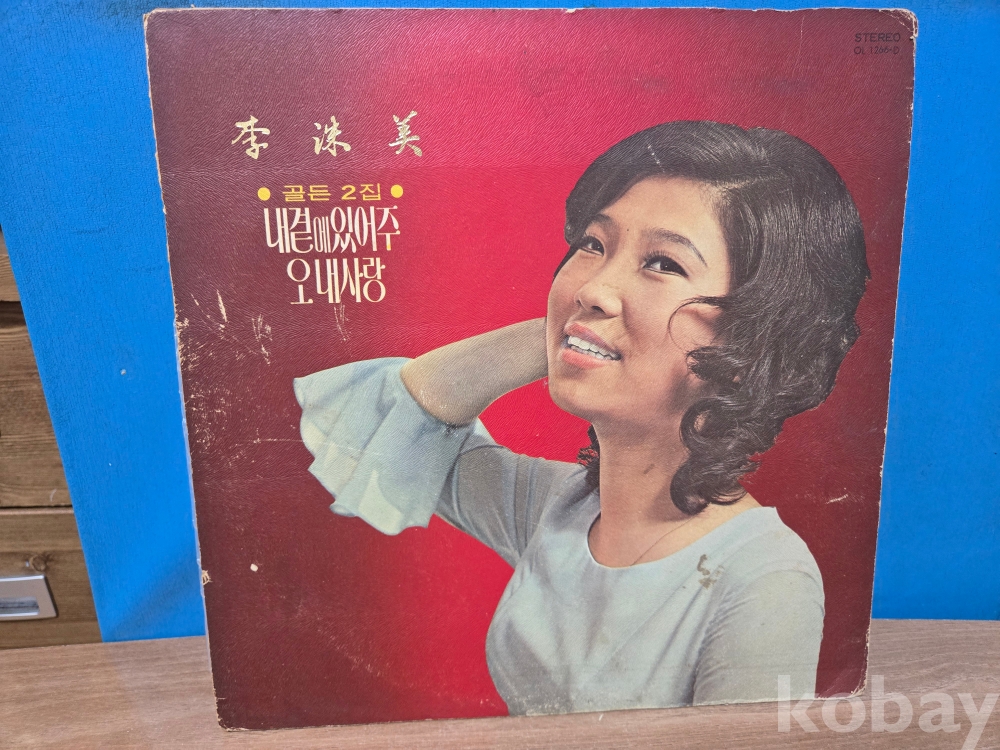 STEREO
OL1266-D
李 洙 美
● 골든 2집 ●
내곁에있어주
오 내사랑
kobay